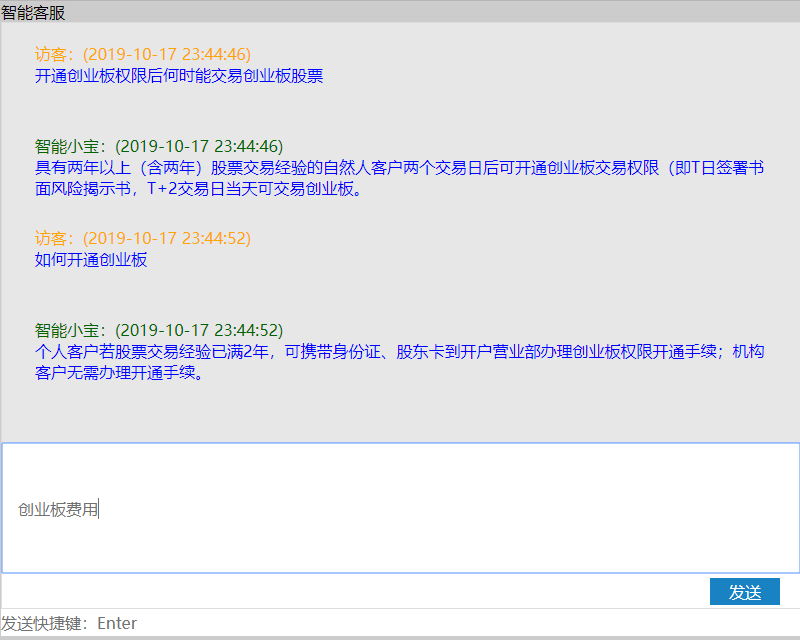 智能客服
访客：(2019-10-17 23:44:46)
开通创业板权限后何时能交易创业板股票
智能小宝：(2019-10-17 23:44:46)
具有两年以上（含两年）股票交易经验的自然人客户两个交易日后可开通创业板交易权限（即T日签署书
面风险揭示书，T+2交易日当天可交易创业板。
访客：(2019-10-17 23:44:52)
如何开通创业板
智能小宝：(2019-10-17 23:44:52)
个人客户若股票交易经验已满2年，可携带身份证、股东卡到开户营业部办理创业板权限开通手续；机构
客户无需办理开通手续。
创业板费用
发送
发送快捷键：Enter